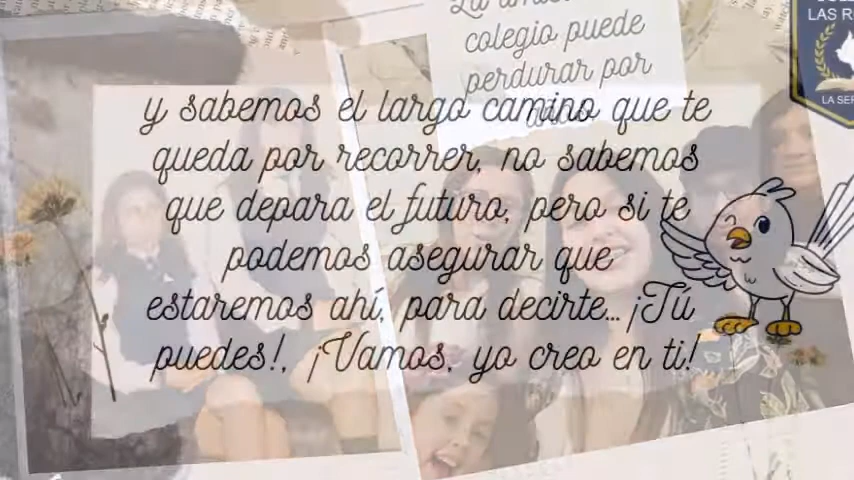 colegio puede
perdurar por
y sabemos el largo camino que te
queda por recorrer, no sabemos
que depara el futuro, pero si te
podemos asegurar que
estaremos ahí, para decirte... ¡Tú
puedes!, ¡Vamos, yo creo en ti!
LAS
LA